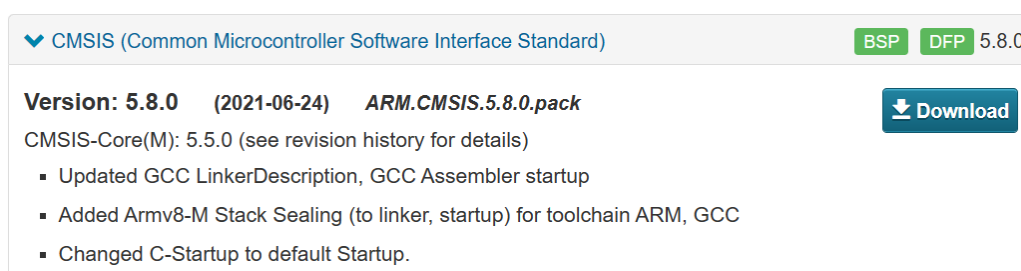 CMSIS (Common Microcontroller Software Interface Standard) BSP DFP 5.8.0
Version: 5.8.0 (2021-06-24) ARM.CMSIS.5.8.0.pack Download
CMSIS-Core(M): 5.5.0 (see revision history for details)
▪ Updated GCC LinkerDescription, GCC Assembler startup
▪ Added Armv8-M Stack Sealing (to linker, startup) for toolchain ARM, GCC
▪ Changed C-Startup to default Startup.